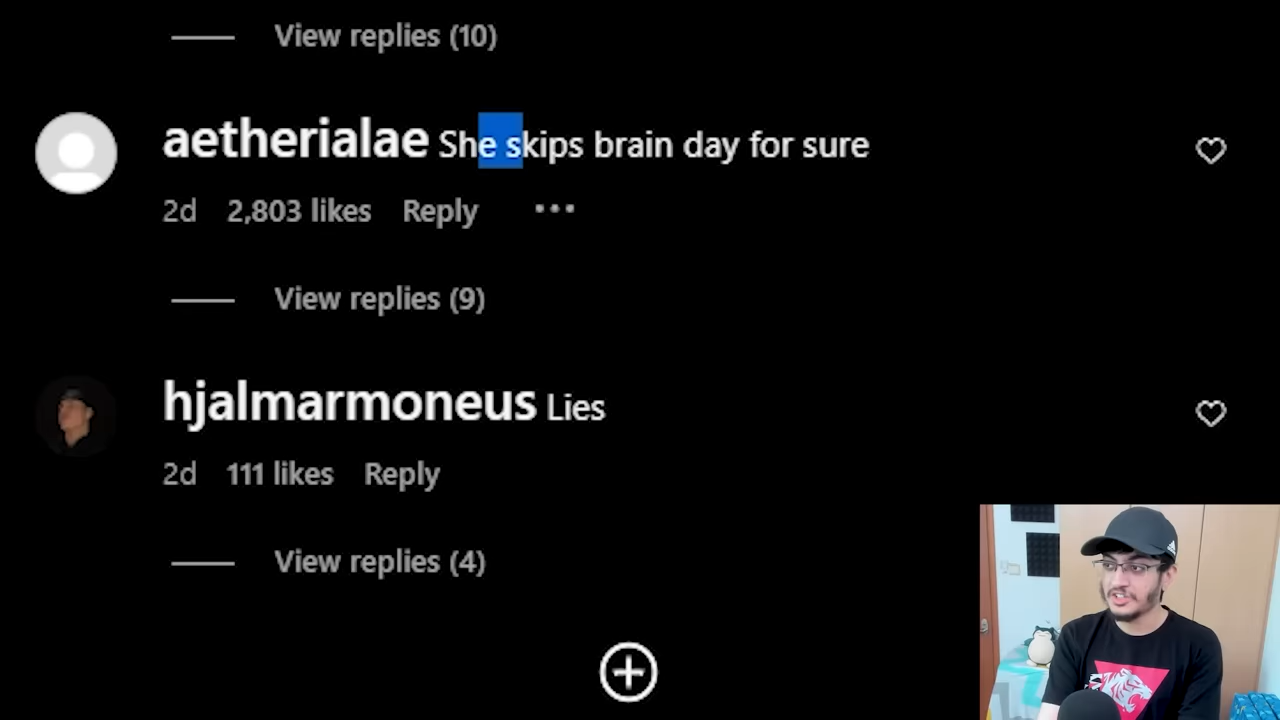 View replies (10)
aetherialae She skips brain day for sure
2d 2,803 likes Reply ...
View replies (9)
hjalmarmoneus Lies
2d 111 likes Reply
View replies (4)